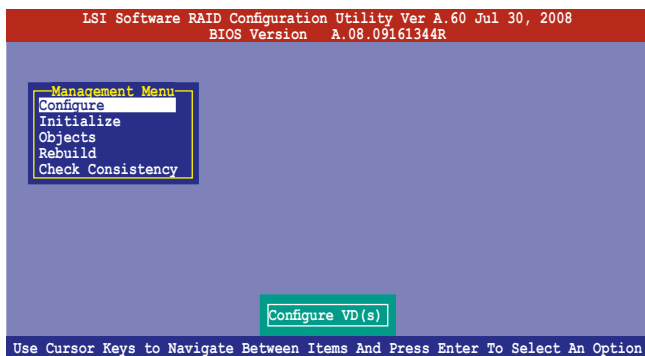 LSI Software RAID Configuration Utility Ver A.60 Jul 30, 2008
BIOS Version A.08.09161344R
Management Menu
Configure
Initialize
Objects
Rebuild
Check Consistency
Configure VD(s)
Use Cursor Keys to Navigate Between Items And Press Enter To Select An Option